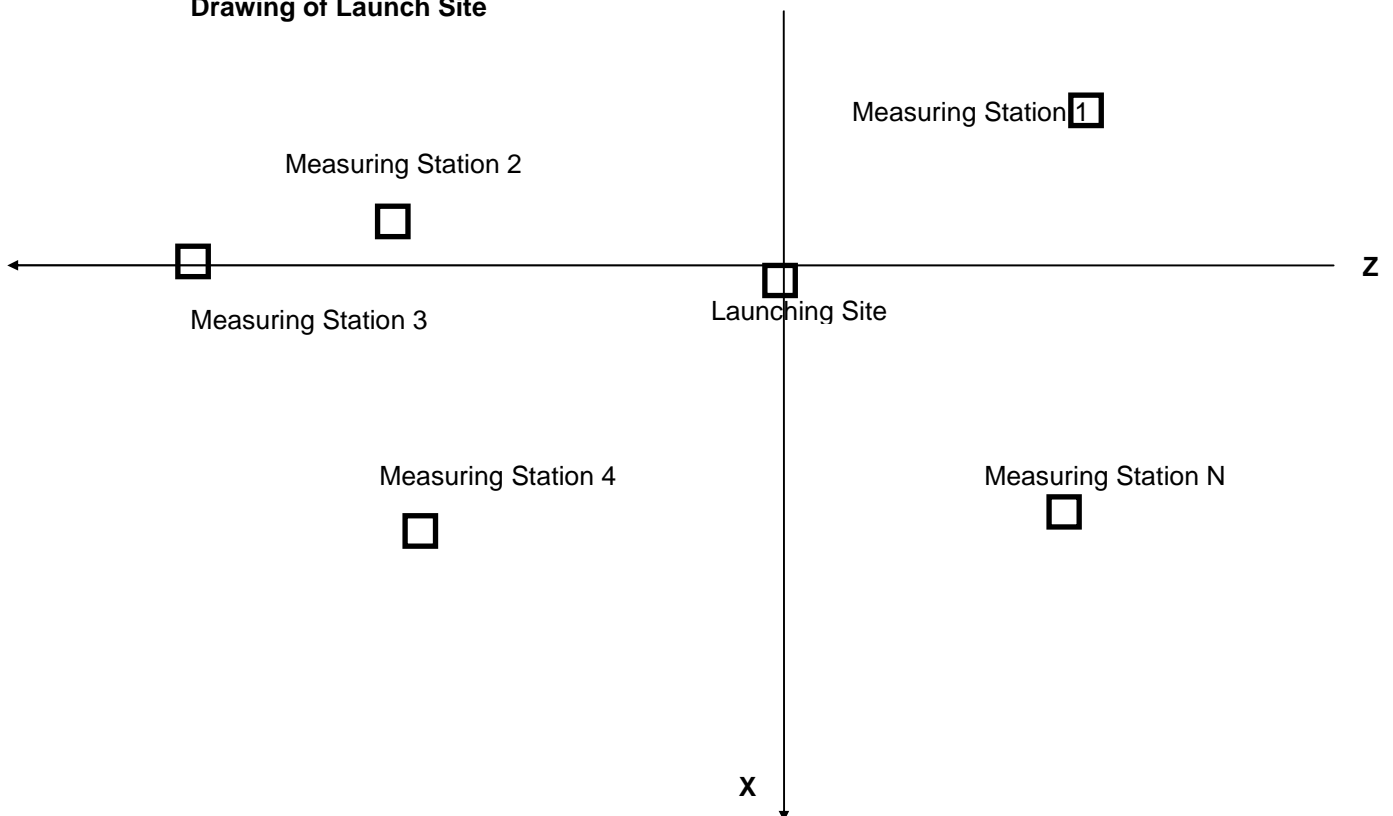 Drawing of Launch Site
Measuring Station 1
Measuring Station 2
Z
Launching Site
Measuring Station 3
Measuring Station 4
Measuring Station N
X